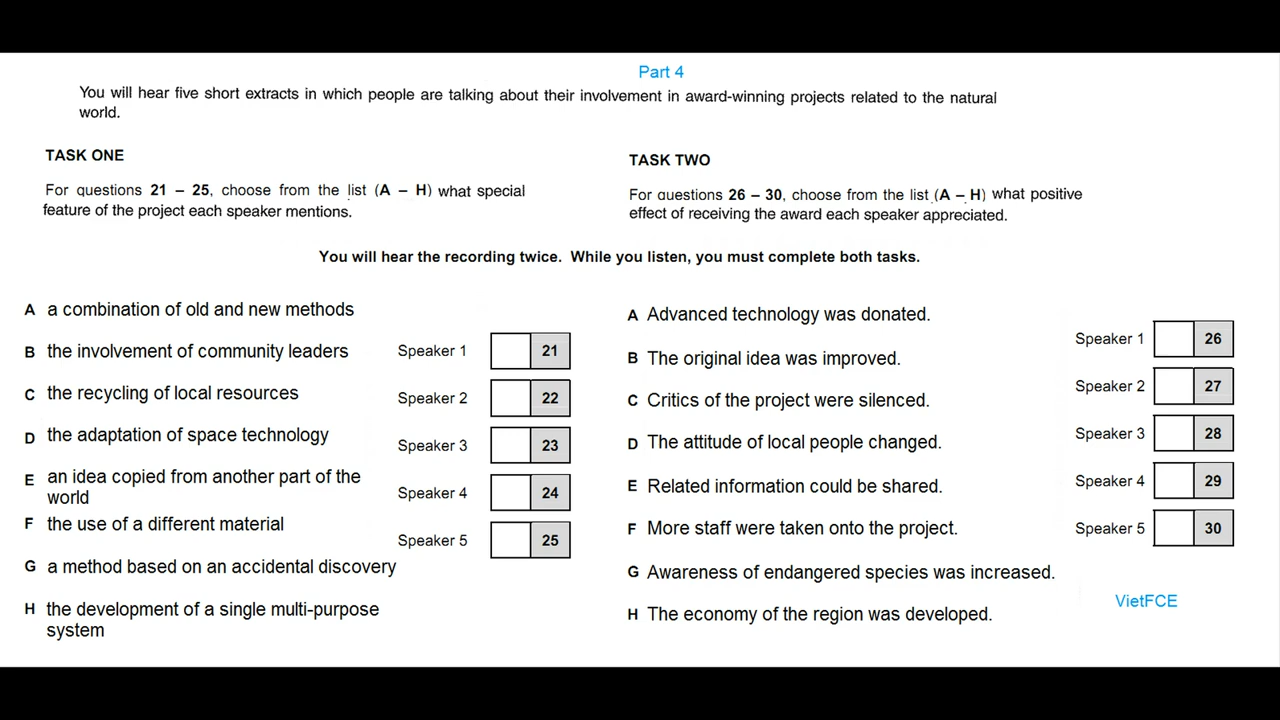 Part 4
You will hear five short extracts in which people are talking about their involvement in award-winning projects related to the natural
world.
TASK ONE
For questions 21 – 25, choose from the list (A – H) what special
feature of the project each speaker mentions.
TASK TWO
For questions 26 – 30, choose from the list (A – H) what positive
effect of receiving the award each speaker appreciated.
You will hear the recording twice. While you listen, you must complete both tasks.
A a combination of old and new methods
B the involvement of community leaders
C the recycling of local resources
D the adaptation of space technology
E an idea copied from another part of the
world
F the use of a different material
G a method based on an accidental discovery
H the development of a single multi-purpose
system
Speaker 1 21
Speaker 2 22
Speaker 3 23
Speaker 4 24
Speaker 5 25
A Advanced technology was donated.
B The original idea was improved.
C Critics of the project were silenced.
D The attitude of local people changed.
E Related information could be shared.
F More staff were taken onto the project.
G Awareness of endangered species was increased.
H The economy of the region was developed.
Speaker 1 26
Speaker 2 27
Speaker 3 28
Speaker 4 29
Speaker 5 30
VietFCE